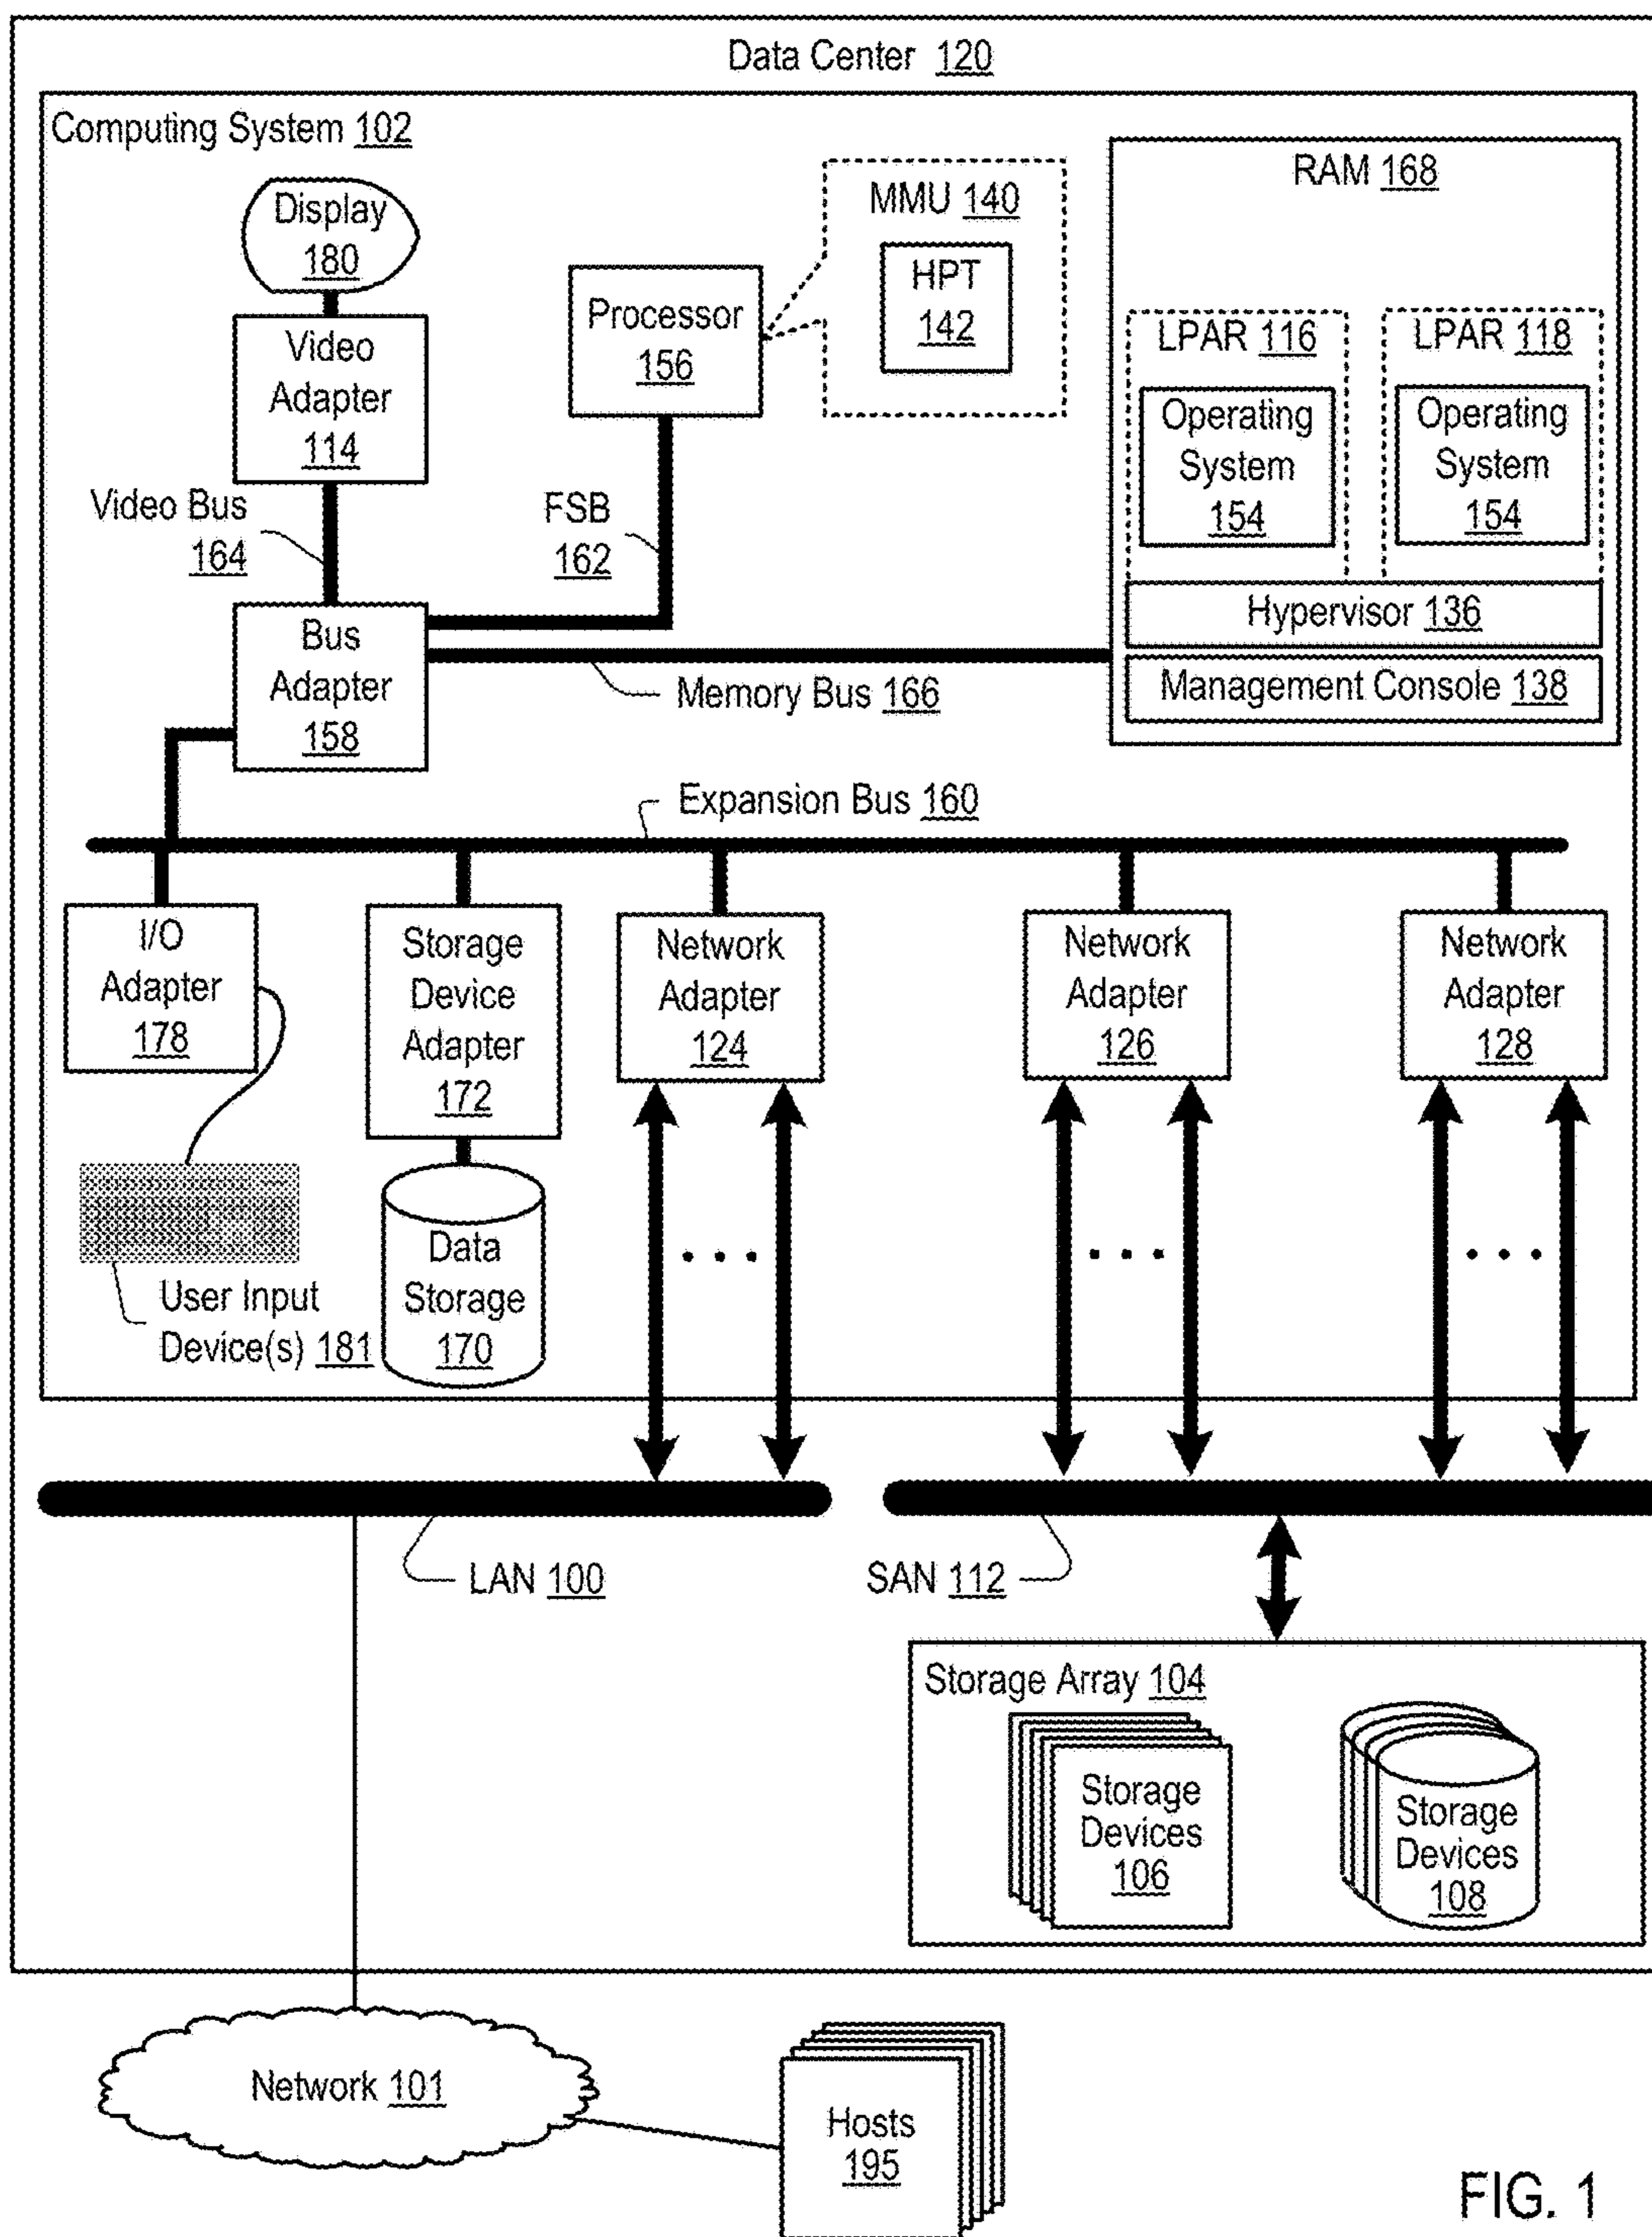 Data Center 120
Computing System 102
Display
180
Video
Adapter
114
Video Bus
164
Processor
156
MMU 140
HPT
142
FSB
162
RAM 168
LPAR 116
Operating
System
154
LPAR 118
Operating
System
154
Hypervisor 136
Management Console 138
Bus
Adapter
158
Memory Bus 166
Expansion Bus 160
I/O
Adapter
178
Storage
Device
Adapter
172
Network
Adapter
124
Network
Adapter
126
Network
Adapter
128
User Input
Device(s) 181
Data
Storage
170
LAN 100
SAN 112
Storage Array 104
Storage
Devices
106
Storage
Devices
108
Network 101
Hosts
195
FIG. 1